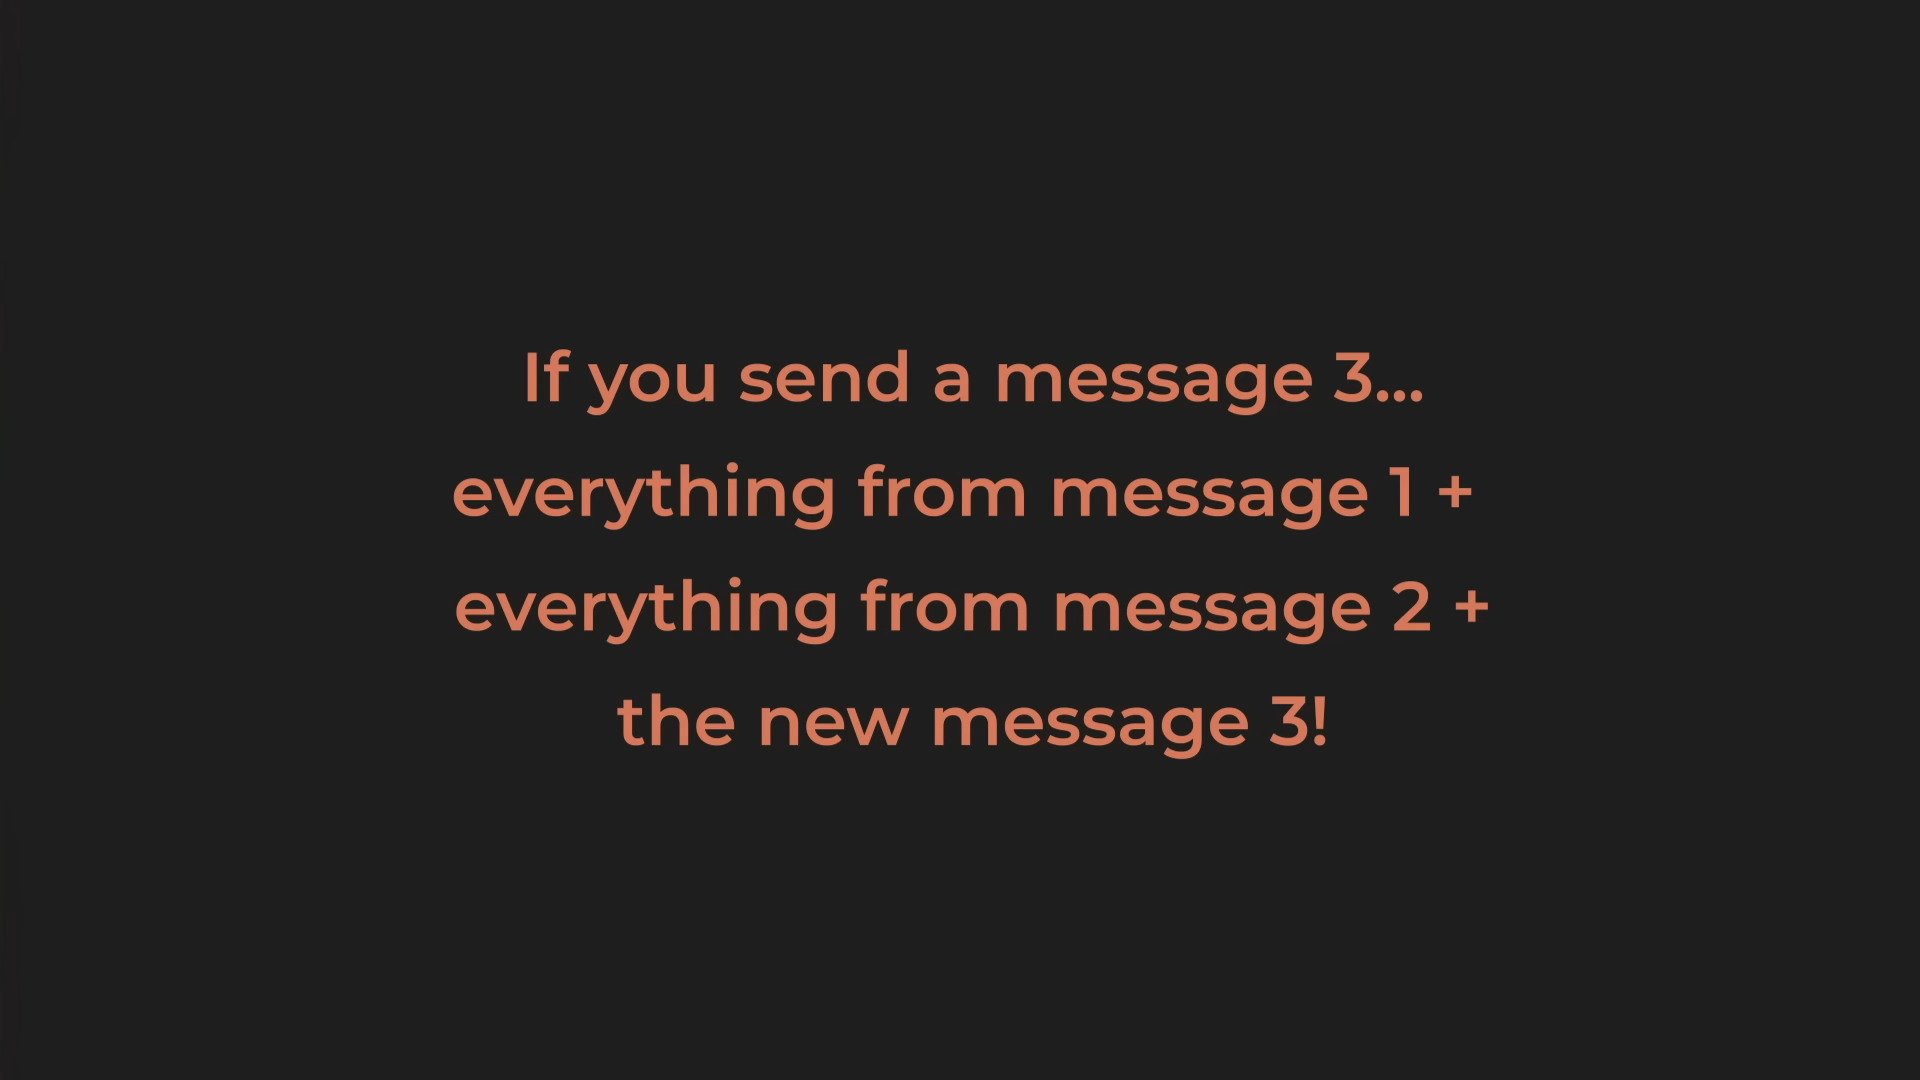 If you send a message 3...
everything from message 1 +
everything from message 2 +
the new message 3!